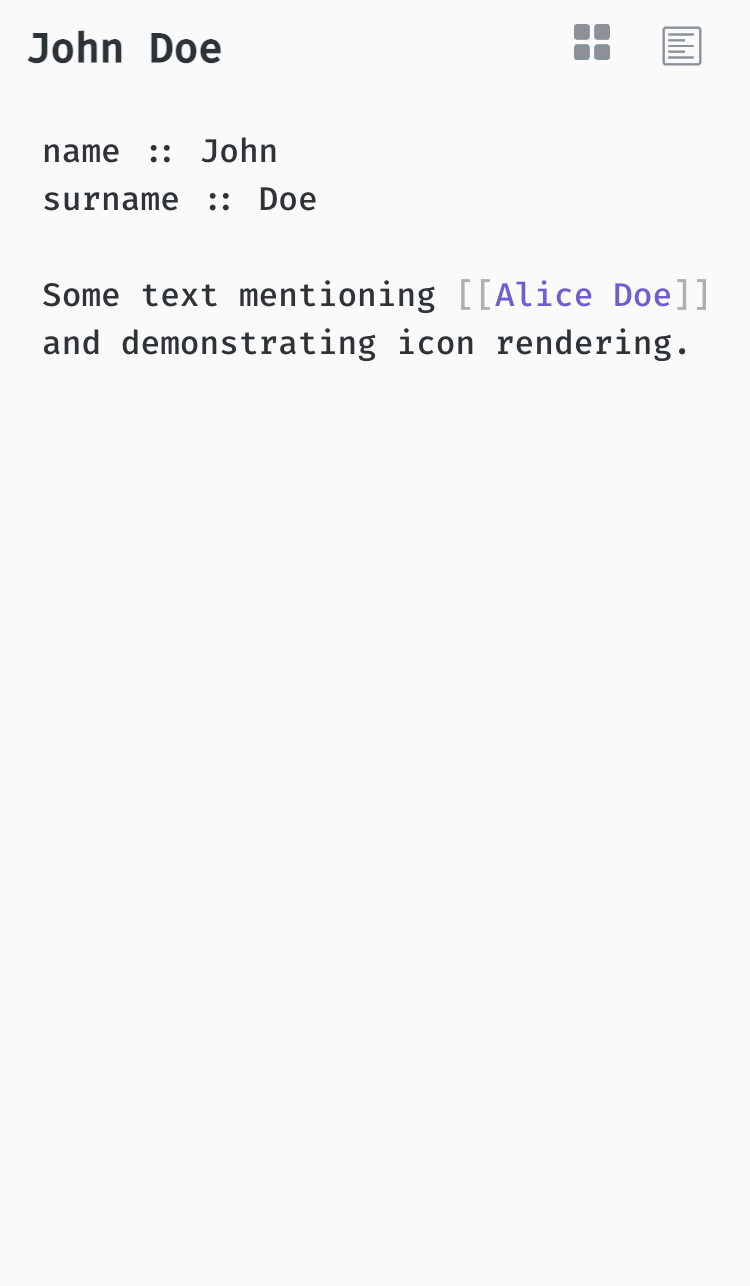 John Doe
name :: John
surname :: Doe
Some text mentioning [[Alice Doe]]
and demonstrating icon rendering.